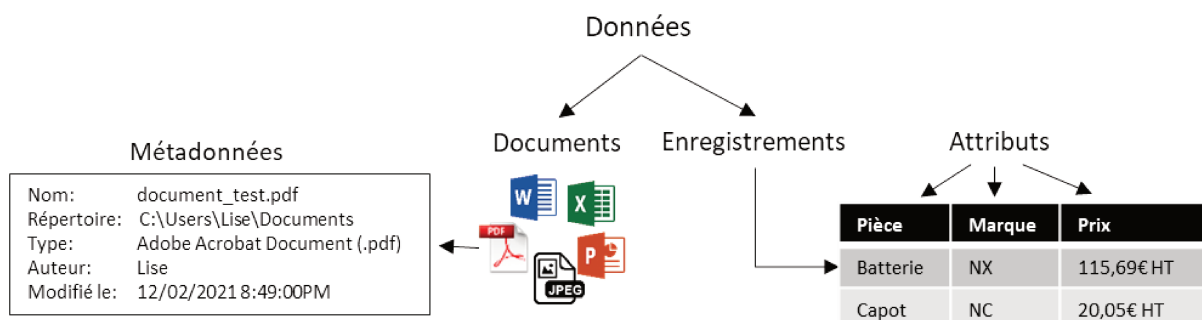 Données
Documents
Enregistrements
Attributs
Métadonnées
Nom: document_test.pdf
Répertoire: C:\Users\Lise\Documents
Type: Adobe Acrobat Document (.pdf)
Auteur: Lise
Modifié le: 12/02/2021 8:49:00PM
W
X
PDF
P
JPEG
Pièce Marque Prix
Batterie NX 115,69€ HT
Capot NC 20,05€ HT